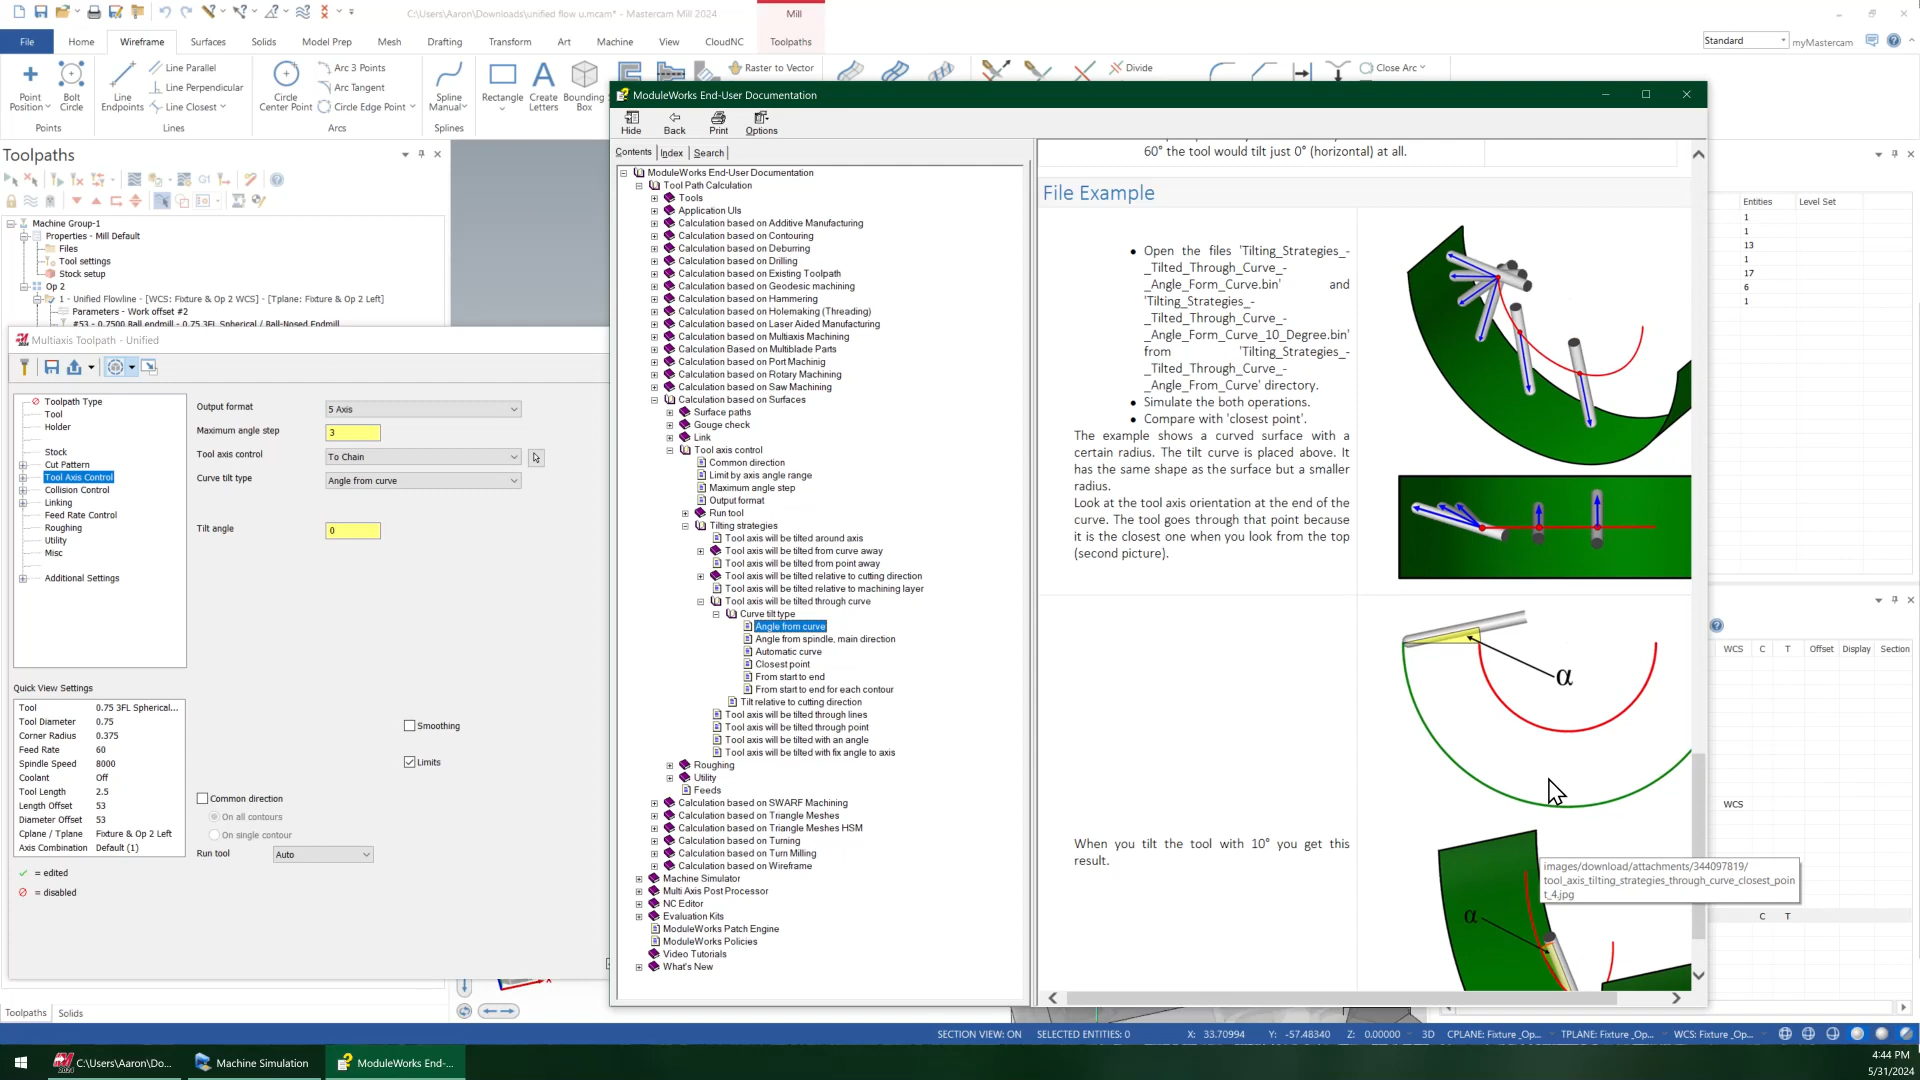 C:\Users\Aaron\Downloads\unified flow u.mcam* - Mastercam Mill 2024
Mill
File
Home
Wireframe
Surfaces
Solids
Model Prep
Mesh
Drafting
Transform
Art
Machine
View
CloudNC
Toolpaths
Standard
myMastercam
Point Position
Bolt Circle
Points
Line Endpoints
Line Parallel
Line Perpendicular
Line Closest
Lines
Circle Center Point
Arc 3 Points
Arc Tangent
Circle Edge Point
Arcs
Spline Manual
Splines
Rectangle
Create Letters
Bounding Box
Raster to Vector
Divide
Close Arc
Toolpaths
Machine Group-1
Properties - Mill Default
Files
Tool settings
Stock setup
Op 2
1 - Unified Flowline - [WCS: Fixture & Op 2 WCS] - [Tplane: Fixture & Op 2 Left]
Parameters - Work offset #2
#53 - 0.7500 Ball endmill - 0.75 3FL Spherical / Ball-Nosed Endmill
Multiaxis Toolpath - Unified
Toolpath Type
Tool
Holder
Stock
Cut Pattern
Tool Axis Control
Collision Control
Linking
Feed Rate Control
Roughing
Utility
Misc
Additional Settings
Output format
5 Axis
Maximum angle step
3
Tool axis control
To Chain
Curve tilt type
Angle from curve
Tilt angle
0
Smoothing
Limits
Common direction
On all contours
On single contour
Run tool
Auto
Quick View Settings
Tool 0.75 3FL Spherical...
Tool Diameter 0.75
Corner Radius 0.375
Feed Rate 60
Spindle Speed 8000
Coolant Off
Tool Length 2.5
Length Offset 53
Diameter Offset 53
Cplane / Tplane Fixture & Op 2 Left
Axis Combination Default (1)
= edited
= disabled
Toolpaths
Solids
ModuleWorks End-User Documentation
Hide
Back
Print
Options
Contents
Index
Search
ModuleWorks End-User Documentation
Tool Path Calculation
Tools
Application UIs
Calculation based on Additive Manufacturing
Calculation based on Contouring
Calculation based on Deburring
Calculation based on Drilling
Calculation based on Existing Toolpath
Calculation based on Geodesic machining
Calculation based on Hammering
Calculation based on Holemaking (Threading)
Calculation based on Laser Aided Manufacturing
Calculation based on Multiaxis Machining
Calculation Based on Multiblade Parts
Calculation based on Port Machinig
Calculation based on Rotary Machining
Calculation based on Saw Machining
Calculation based on Surfaces
Surface paths
Gouge check
Link
Tool axis control
Common direction
Limit by axis angle range
Maximum angle step
Output format
Run tool
Tilting strategies
Tool axis will be tilted around axis
Tool axis will be tilted from curve away
Tool axis will be tilted from point away
Tool axis will be tilted relative to cutting direction
Tool axis will be tilted relative to machining layer
Tool axis will be tilted through curve
Curve tilt type
Angle from curve
Angle from spindle, main direction
Automatic curve
Closest point
From start to end
From start to end for each contour
Tilt relative to cutting direction
Tool axis will be tilted through lines
Tool axis will be tilted through point
Tool axis will be tilted with an angle
Tool axis will be tilted with fix angle to axis
Roughing
Utility
Feeds
Calculation based on SWARF Machining
Calculation based on Triangle Meshes
Calculation based on Triangle Meshes HSM
Calculation based on Turning
Calculation based on Turn Milling
Calculation based on Wireframe
Machine Simulator
Multi Axis Post Processor
NC Editor
Evaluation Kits
ModuleWorks Patch Engine
ModuleWorks Policies
Video Tutorials
What's New
60° the tool would tilt just 0° (horizontal) at all.
File Example
• Open the files 'Tilting_Strategies_-
_Tilted_Through_Curve_-
_Angle_Form_Curve.bin' and
'Tilting_Strategies_-
_Tilted_Through_Curve_-
_Angle_Form_Curve_10_Degree.bin'
from 'Tilting_Strategies_-
_Tilted_Through_Curve_-
_Angle_From_Curve' directory.
• Simulate the both operations.
• Compare with 'closest point'.
The example shows a curved surface with a
certain radius. The tilt curve is placed above. It
has the same shape as the surface but a smaller
radius.
Look at the tool axis orientation at the end of the
curve. The tool goes through that point because
it is the closest one when you look from the top
(second picture).
α
When you tilt the tool with 10° you get this
result.
α
images/download/attachments/344097819/
tool_axis_tilting_strategies_through_curve_closest_poin
t_4.jpg
Entities
Level Set
1
1
13
1
17
6
1
WCS
C
T
Offset
Display
Section
WCS
C
T
SECTION VIEW: ON
SELECTED ENTITIES: 0
X: 33.70994
Y: -57.48340
Z: 0.00000
3D
CPLANE: Fixture _Op...
TPLANE: Fixture _Op...
WCS: Fixture _Op...
C:\Users\Aaron\Do...
Machine Simulation
ModuleWorks End-...
4:44 PM
5/31/2024